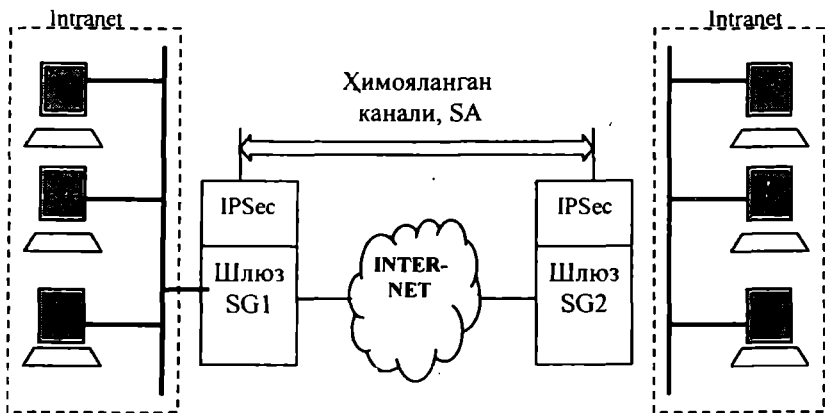 Intranet
Intranet
Ҳимояланган
канали, SA
IPSec
IPSec
Шлюз
SG1
INTER-
NET
Шлюз
SG2